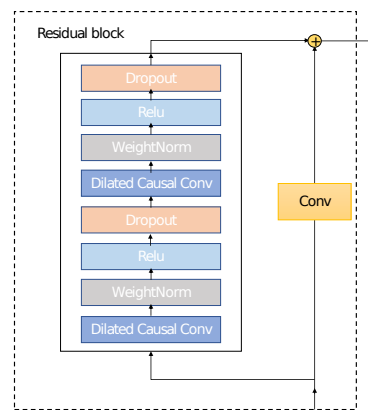 Residual block
Dropout
Relu
WeightNorm
Dilated Causal Conv
Conv
Dropout
Relu
WeightNorm
Dilated Causal Conv